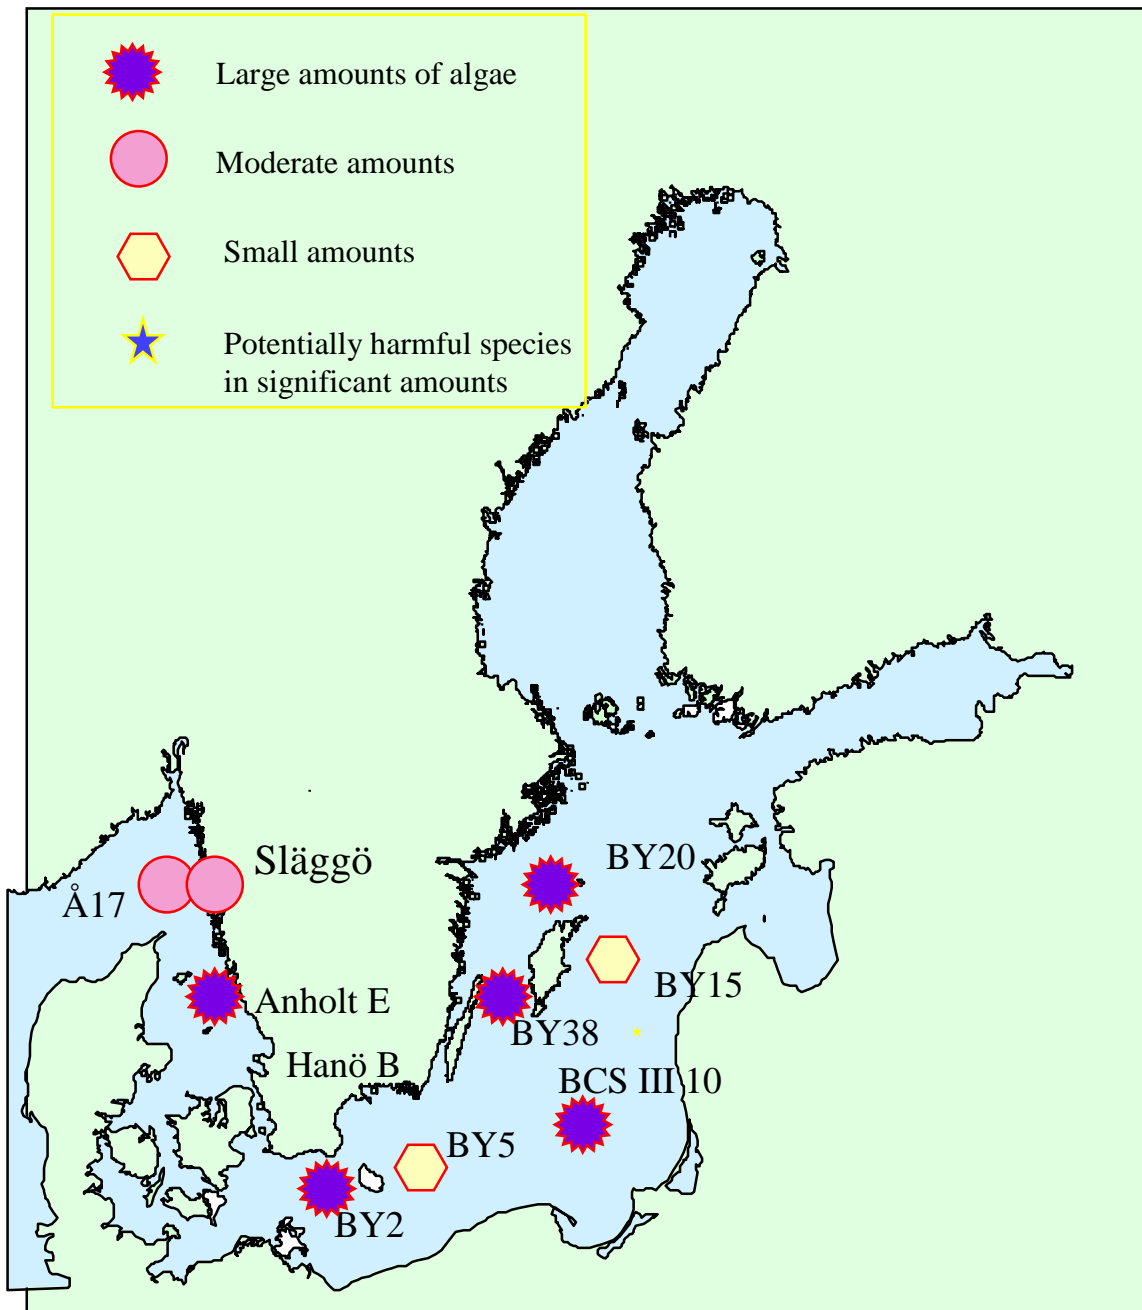 Large amounts of algae
Moderate amounts
Small amounts
Potentially harmful species
in significant amounts
Släggö
BY20
Å17
BY15
Anholt E
BY38
Hanö B
BCS III 10
BY5
BY2